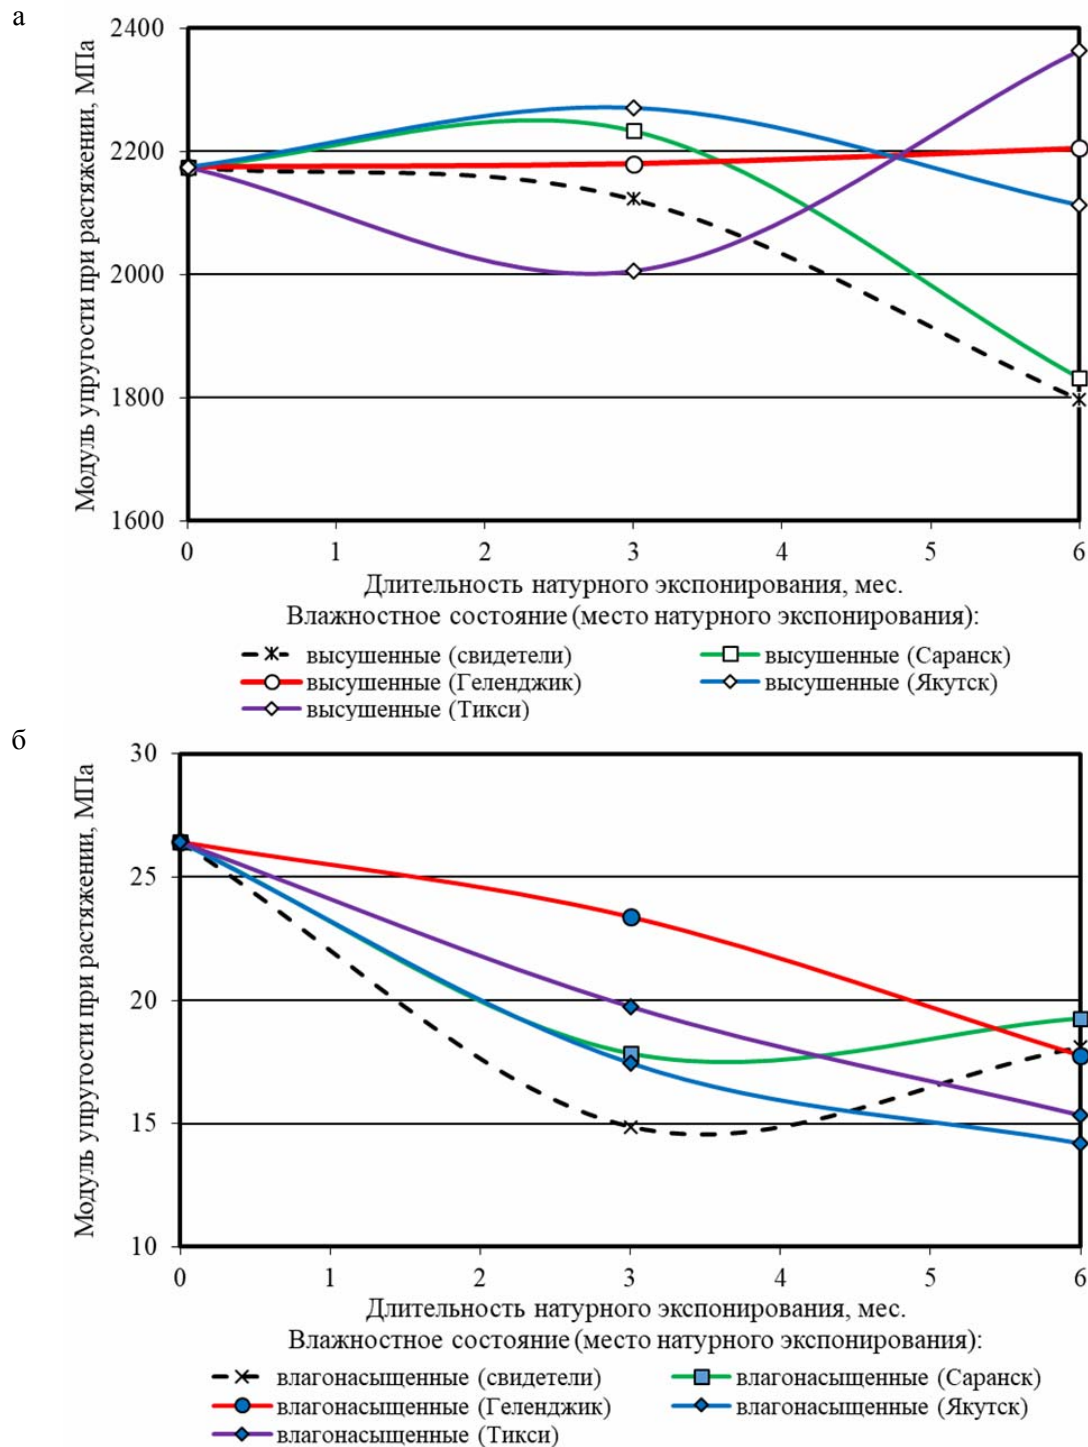 а
Модуль упругости при растяжении, МПа
2400
2200
2000
1800
1600
0 1 2 3 4 5 6
Длительность натурного экспонирования, мес.
Влажностное состояние (место натурного экспонирования):
высушенные (свидетели) высушенные (Саранск)
высушенные (Геленджик) высушенные (Якутск)
высушенные (Тикси)
б
Модуль упругости при растяжении, МПа
30
25
20
15
10
0 1 2 3 4 5 6
Длительность натурного экспонирования, мес.
Влажностное состояние (место натурного экспонирования):
влагонасыщенные (свидетели) влагонасыщенные (Саранск)
влагонасыщенные (Геленджик) влагонасыщенные (Якутск)
влагонасыщенные (Тикси)